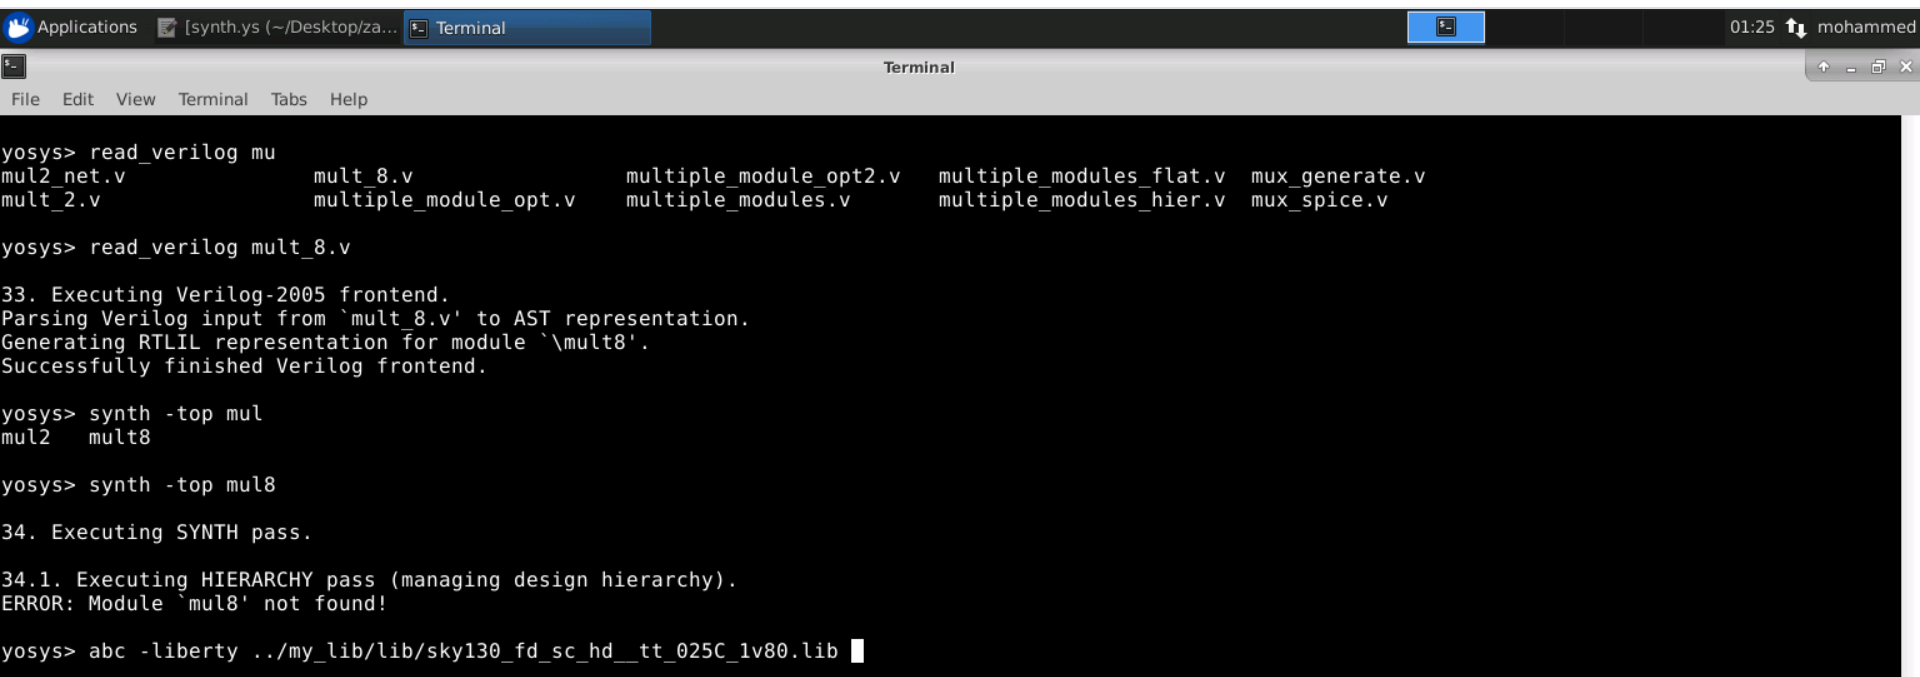 Applications [synth.ys (~/Desktop/za... Terminal 01:25 mohammed
Terminal
File Edit View Terminal Tabs Help
yosys> read_verilog mu
mul2_net.v mult_8.v multiple_module_opt2.v multiple_modules_flat.v mux_generate.v
mult_2.v multiple_module_opt.v multiple_modules.v multiple_modules_hier.v mux_spice.v
yosys> read_verilog mult_8.v
33. Executing Verilog-2005 frontend.
Parsing Verilog input from `mult_8.v' to AST representation.
Generating RTLIL representation for module `\mult8'.
Successfully finished Verilog frontend.
yosys> synth -top mul
mul2 mult8
yosys> synth -top mul8
34. Executing SYNTH pass.
34.1. Executing HIERARCHY pass (managing design hierarchy).
ERROR: Module `mul8' not found!
yosys> abc -liberty ../my_lib/lib/sky130_fd_sc_hd__tt_025C_1v80.lib